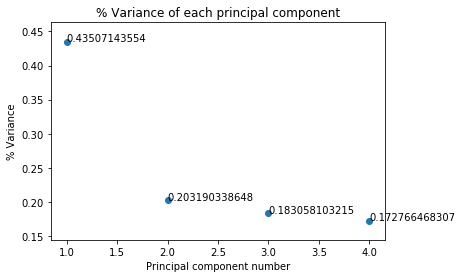 % Variance of each principal component
0.45
0.43507143554
0.40
0.35
% Variance
0.30
0.25
0.20
0.203190338648
0.183058103215
0.172766468307
0.15
1.0 1.5 2.0 2.5 3.0 3.5 4.0
Principal component number